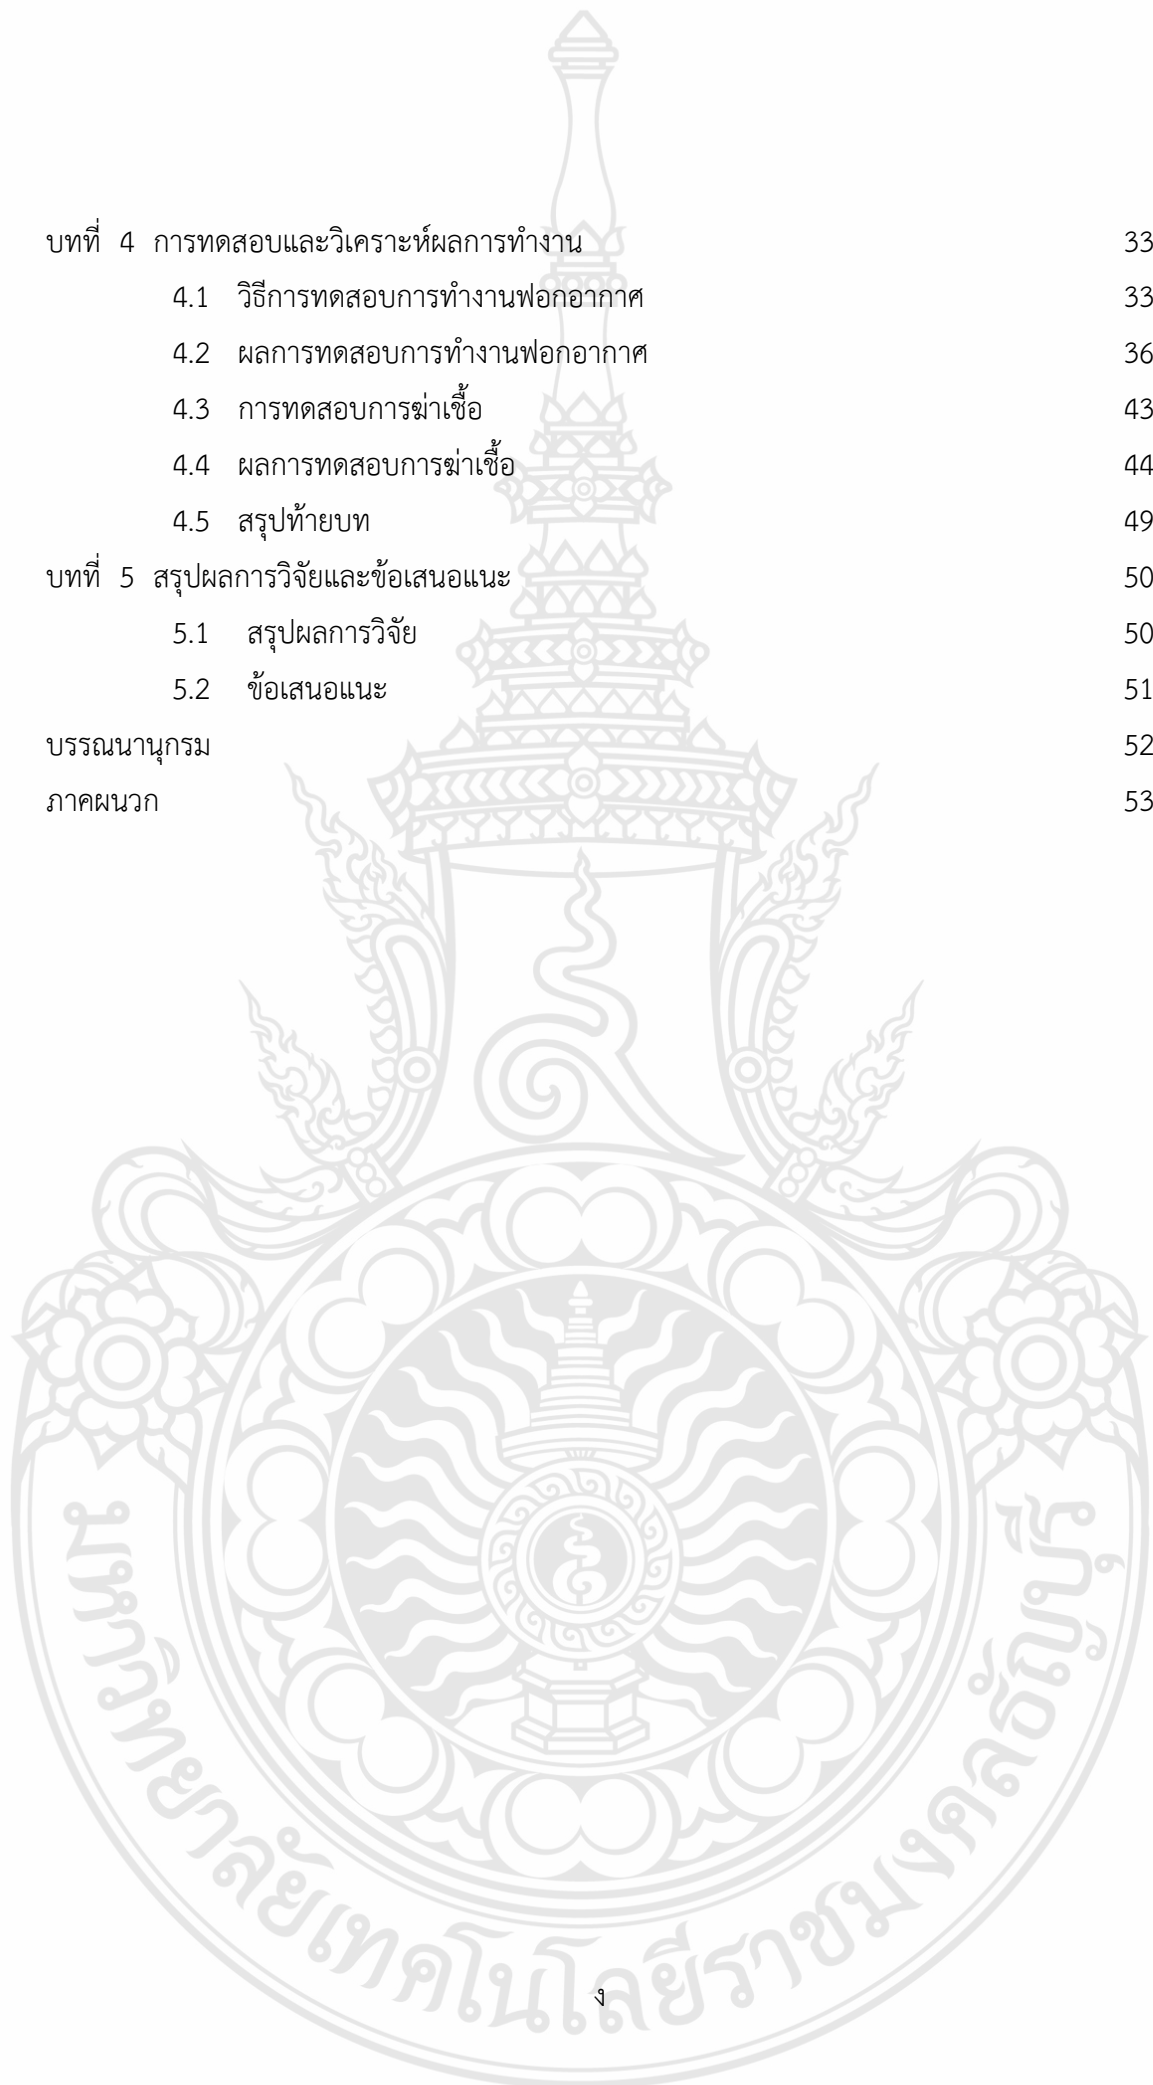 บทที่ 4 การทดสอบและวิเคราะห์ผลการทำงาน 33
4.1 วิธีการทดสอบการทำงานฟอกอากาศ 33
4.2 ผลการทดสอบการทำงานฟอกอากาศ 36
4.3 การทดสอบการฆ่าเชื้อ 43
4.4 ผลการทดสอบการฆ่าเชื้อ 44
4.5 สรุปท้ายบท 49
บทที่ 5 สรุปผลการวิจัยและข้อเสนอแนะ 50
5.1 สรุปผลการวิจัย 50
5.2 ข้อเสนอแนะ 51
บรรณนานุกรม 52
ภาคผนวก 53
มหาวิทยาลัยเทคโนโลยีราชมงคลธัญบุรี
ง